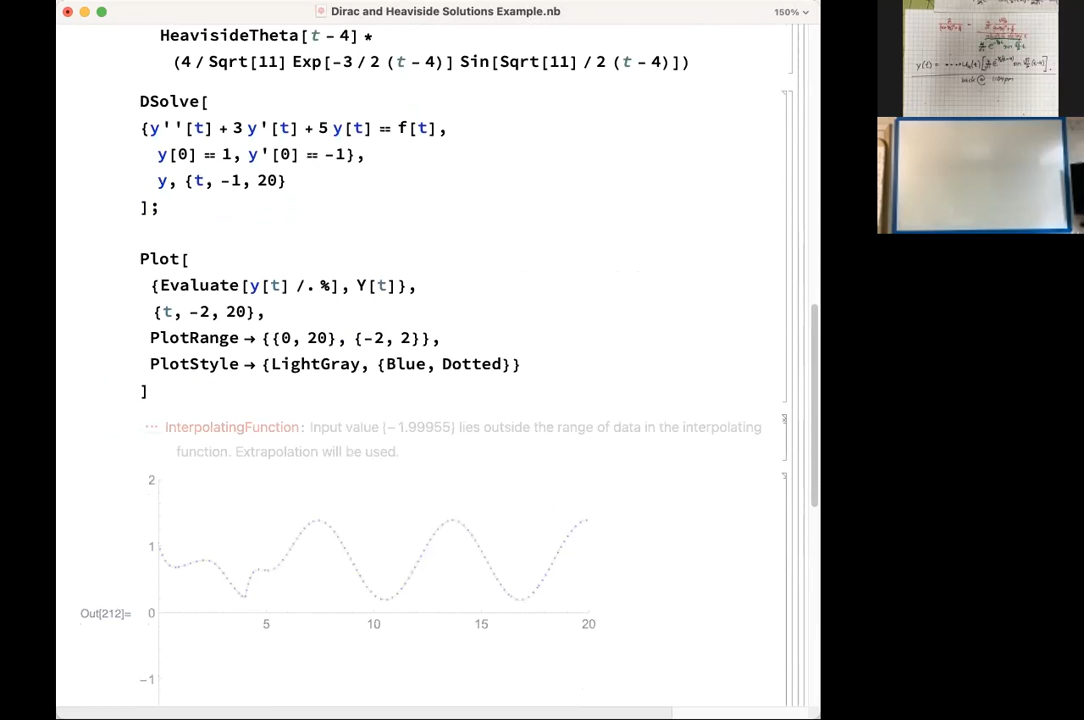 Dirac and Heaviside Solutions Example.nb
150%
HeavisideTheta[t - 4] *
(4 / Sqrt[11] Exp[-3 / 2 (t - 4)] Sin[Sqrt[11] / 2 (t - 4)])
DSolve[
{y''[t] + 3 y'[t] + 5 y[t] == f[t],
y[0] == 1, y'[0] == -1},
y, {t, -1, 20}
];
Plot[
{Evaluate[y[t] /. %], Y[t]},
{t, -2, 20},
PlotRange → {{0, 20}, {-2, 2}},
PlotStyle → {LightGray, {Blue, Dotted}}
]
··· InterpolatingFunction: Input value {-1.99955} lies outside the range of data in the interpolating
function. Extrapolation will be used.
2
1
Out[212]=
0
5 10 15 20
-1